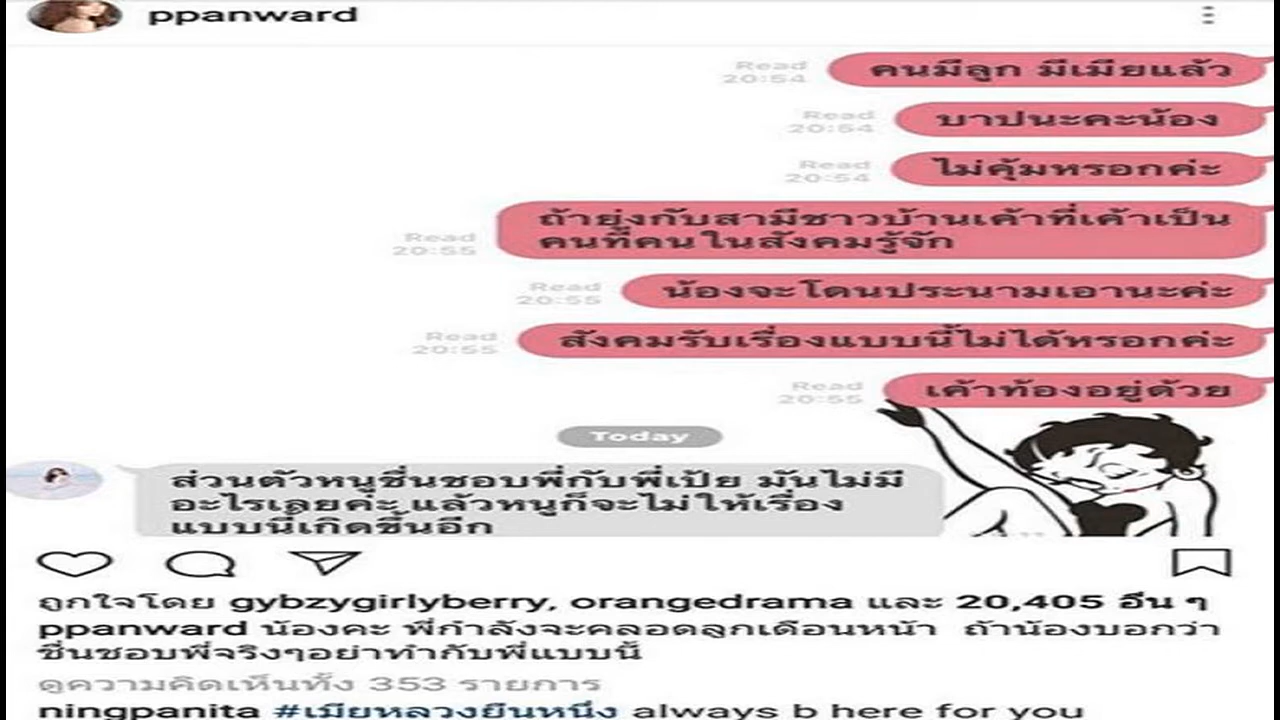 ppanward
คนมีลูก มีเมียแล้ว
Read
20:54
บาปนะคะน้อง
Read
20:54
ไม่คุ้มหรอกค่ะ
Read
20:54
ถ้ายุ่งกับสามีชาวบ้านเค้าที่เค้าเป็น
คนที่คนในสังคมรู้จัก
Read
20:55
น้องจะโดนประนามเอานะค่ะ
Read
20:55
สังคมรับเรื่องแบบนี้ไม่ได้หรอกค่ะ
Read
20:55
เค้าท้องอยู่ด้วย
Read
20:55
Today
ส่วนตัวหนูชื่นชอบพี่กับพี่เป้ย มันไม่มี
อะไรเลยค่ะ แล้วหนูก็จะไม่ให้เรื่อง
แบบนี้เกิดขึ้นอีก
ถูกใจโดย gybzygirlyberry, orangedrama และ 20,405 อื่น ๆ
ppanward น้องคะ พี่กำลังจะคลอดลูกเดือนหน้า ถ้าน้องบอกว่า
ชื่นชอบพี่จริงๆอย่าทำกับพี่แบบนี้
ดูความคิดเห็นทั้ง 353 รายการ
ningpanita #เมียหลวงยืนหนึ่ง always b here for you